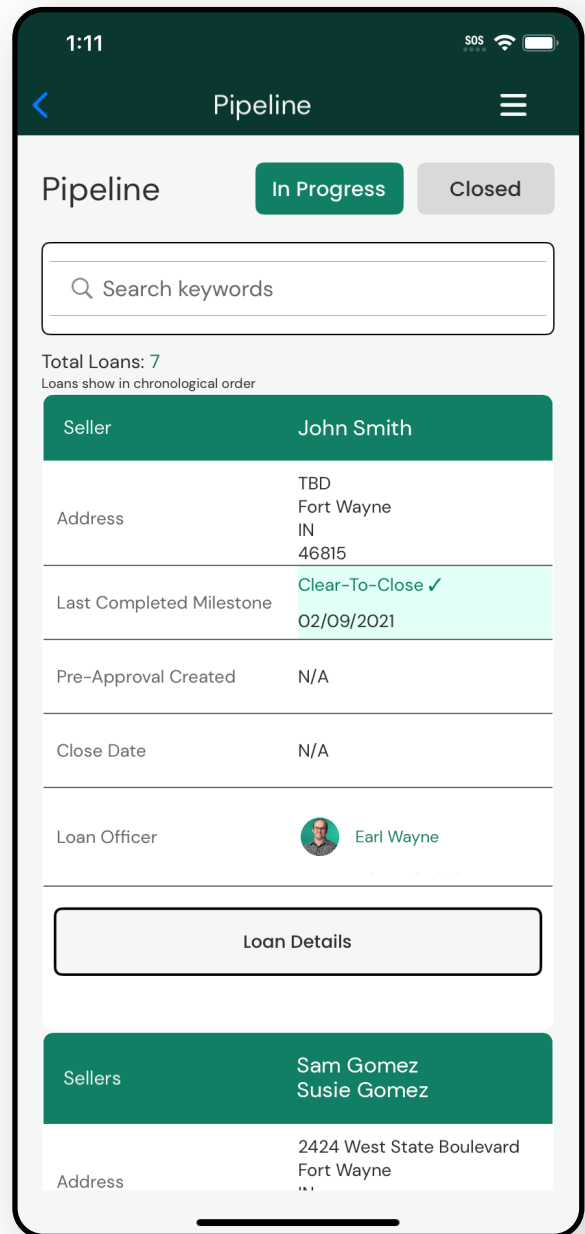 1:11
SOS
Pipeline
Pipeline
In Progress
Closed
Search keywords
Total Loans: 7
Loans show in chronological order
Seller
John Smith
Address
TBD
Fort Wayne
IN
46815
Last Completed Milestone
Clear-To-Close ✓
02/09/2021
Pre-Approval Created
N/A
Close Date
N/A
Loan Officer
Earl Wayne
Loan Details
Sellers
Sam Gomez
Susie Gomez
Address
2424 West State Boulevard
Fort Wayne